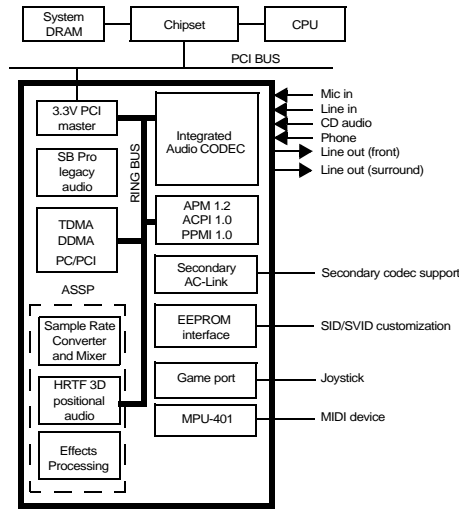 System
DRAM
Chipset
CPU
PCI BUS
3.3V PCI
master
SB Pro
legacy
audio
TDMA
DDMA
PC/PCI
ASSP
Sample Rate
Converter
and Mixer
HRTF 3D
positional
audio
Effects
Processing
RING BUS
Integrated
Audio CODEC
APM 1.2
ACPI 1.0
PPMI 1.0
Secondary
AC-Link
EEPROM
interface
Game port
MPU-401
Mic in
Line in
CD audio
Phone
Line out (front)
Line out (surround)
Secondary codec support
SID/SVID customization
Joystick
MIDI device